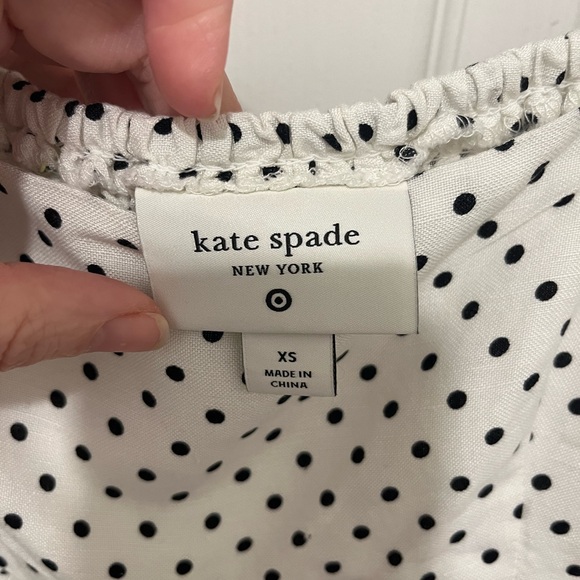 kate spade
NEW YORK
XS
MADE IN
CHINA